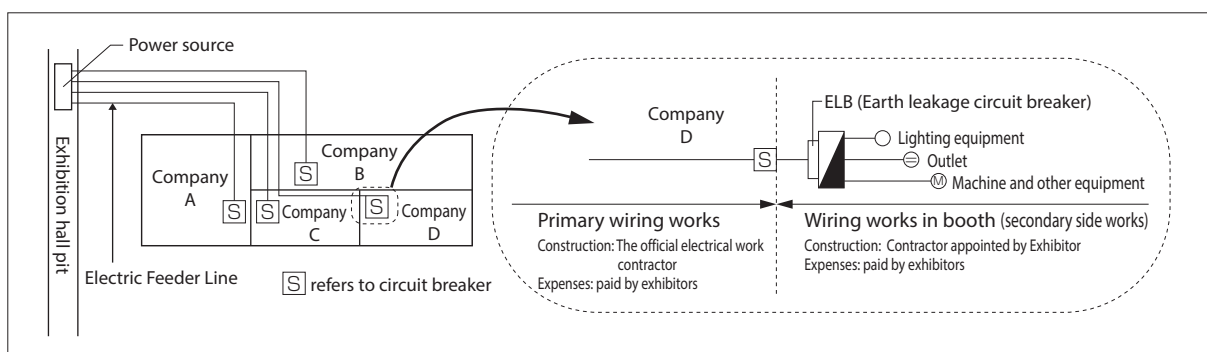 Power source
Exhibition hall pit
Electric Feeder Line
Company
A
S
Company
B
S
S
Company
C
S
Company
D
S refers to circuit breaker
Company
D
S
ELB (Earth leakage circuit breaker)
Lighting equipment
Outlet
M Machine and other equipment
Primary wiring works
Construction: The official electrical work
contractor
Expenses: paid by exhibitors
Wiring works in booth (secondary side works)
Construction: Contractor appointed by Exhibitor
Expenses: paid by exhibitors